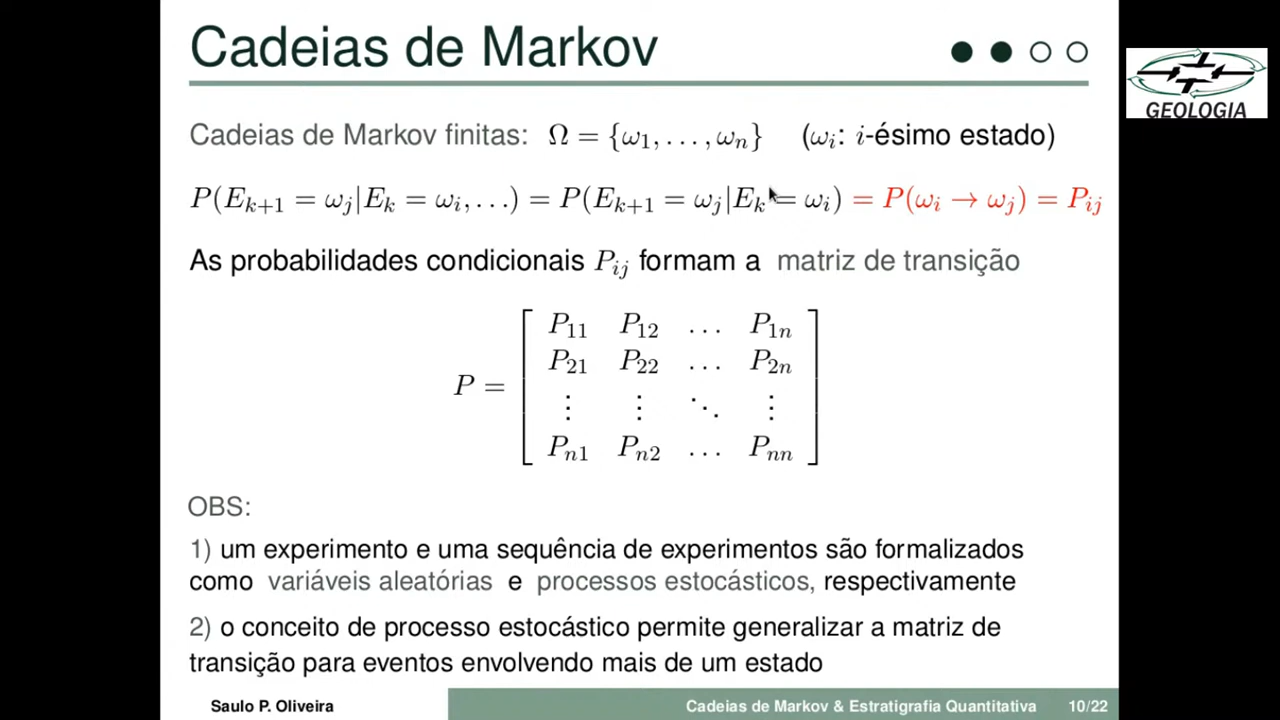 Cadeias de Markov
GEOLOGIA
Cadeias de Markov finitas: Ω = {ω₁, . . . , ωₙ} (ωᵢ: i-ésimo estado)
P(Eₖ₊₁ = ωⱼ|Eₖ = ωᵢ, . . .) = P(Eₖ₊₁ = ωⱼ|Eₖ = ωᵢ) = P(ωᵢ → ωⱼ) = Pᵢⱼ
As probabilidades condicionais Pᵢⱼ formam a matriz de transição
P₁₁ P₁₂ . . . P₁ₙ
P₂₁ P₂₂ . . . P₂ₙ
P =
⋮ ⋮ ⋱ ⋮
Pₙ₁ Pₙ₂ . . . Pₙₙ
OBS:
1) um experimento e uma sequência de experimentos são formalizados
como variáveis aleatórias e processos estocásticos, respectivamente
2) o conceito de processo estocástico permite generalizar a matriz de
transição para eventos envolvendo mais de um estado
Saulo P. Oliveira Cadeias de Markov & Estratigrafia Quantitativa 10/22